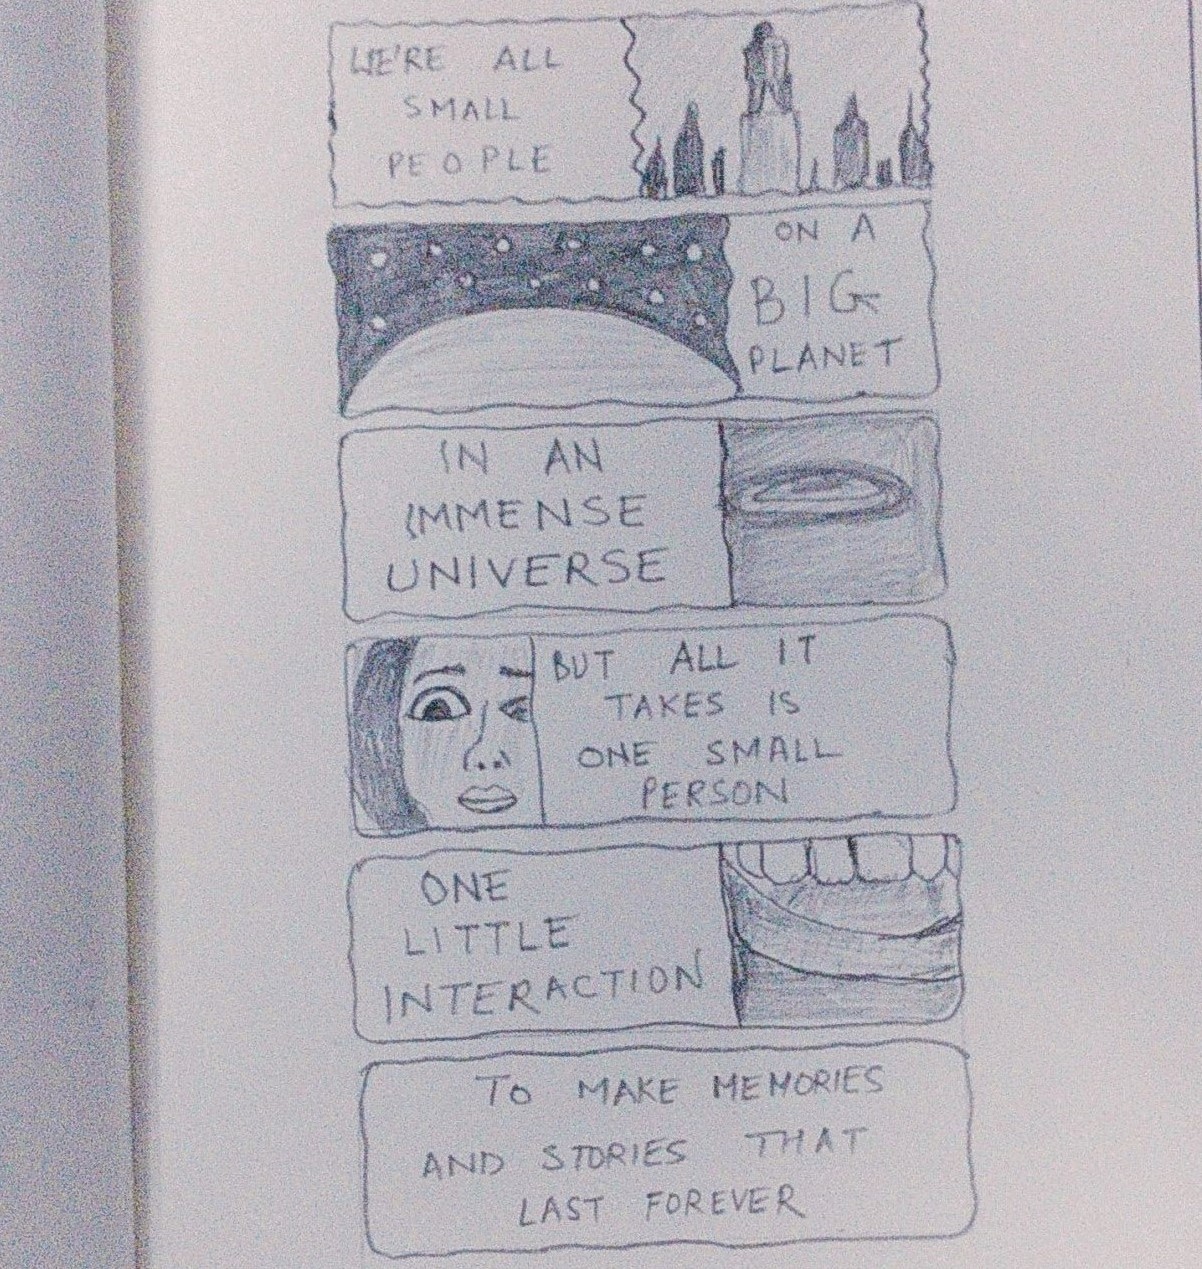 WE'RE ALL
SMALL
PEOPLE
ON A
BIG
PLANET
IN AN
IMMENSE
UNIVERSE
BUT ALL IT
TAKES IS
ONE SMALL
PERSON
ONE
LITTLE
INTERACTION
TO MAKE MEMORIES
AND STORIES THAT
LAST FOREVER